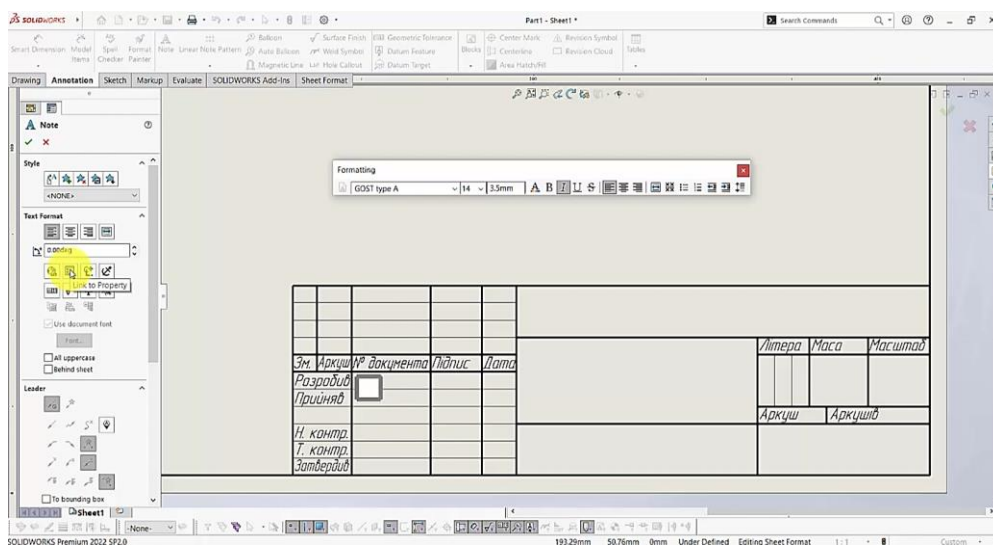 SOLIDWORKS
Part1 - Sheet1 *
Search Commands
Smart Dimension
Model Items
Spell Checker
Format Painter
Note
Linear Note Pattern
Balloon
Auto Balloon
Magnetic Line
Surface Finish
Weld Symbol
Hole Callout
Geometric Tolerance
Datum Feature
Datum Target
Blocks
Center Mark
Centerline
Area Hatch/Fill
Revision Symbol
Revision Cloud
Tables
Drawing Annotation Sketch Markup Evaluate SOLIDWORKS Add-Ins Sheet Format
Note
Style
<NONE>
Text Format
0.00deg
Link to Property
Use document font
Font...
All uppercase
Behind sheet
Leader
To bounding box
Formatting
GOST type A 14 3.5mm A B I U S
Літера Маса Масштаб
Зм. Аркуш № документа Підпис Дата
Розробив
Прийняв
Аркуш Аркушів
Н. контр.
Т. контр.
Затвердив
Sheet1
-None-
SOLIDWORKS Premium 2022 SP2.0
193.29mm 50.76mm 0mm Under Defined Editing Sheet Format 1:1 Custom